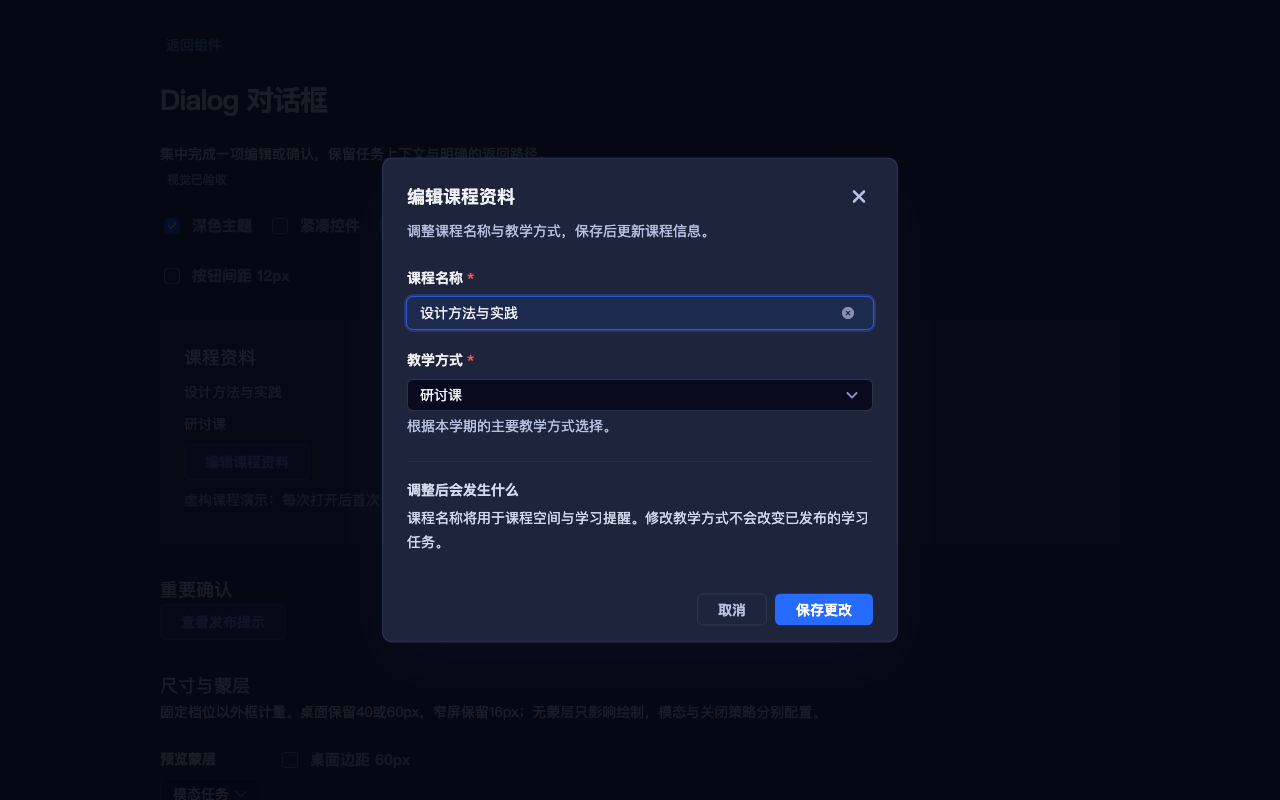 返回组件
Dialog 对话框
集中完成一项编辑或确认，保留任务上下文与明确的返回路径。
视觉已验收
深色主题
紧凑控件
按钮间距 12px
课程资料
设计方法与实践
研讨课
编辑课程资料
虚构课程演示：每次打开后首次
重要确认
查看发布提示
尺寸与蒙层
固定档位以外框计量。桌面保留40或60px，窄屏保留16px；无蒙层只影响绘制，模态与关闭策略分别配置。
预览蒙层
桌面边距 60px
模态任务
编辑课程资料
调整课程名称与教学方式，保存后更新课程信息。
课程名称 *
设计方法与实践
教学方式 *
研讨课
根据本学期的主要教学方式选择。
调整后会发生什么
课程名称将用于课程空间与学习提醒。修改教学方式不会改变已发布的学习
任务。
取消
保存更改